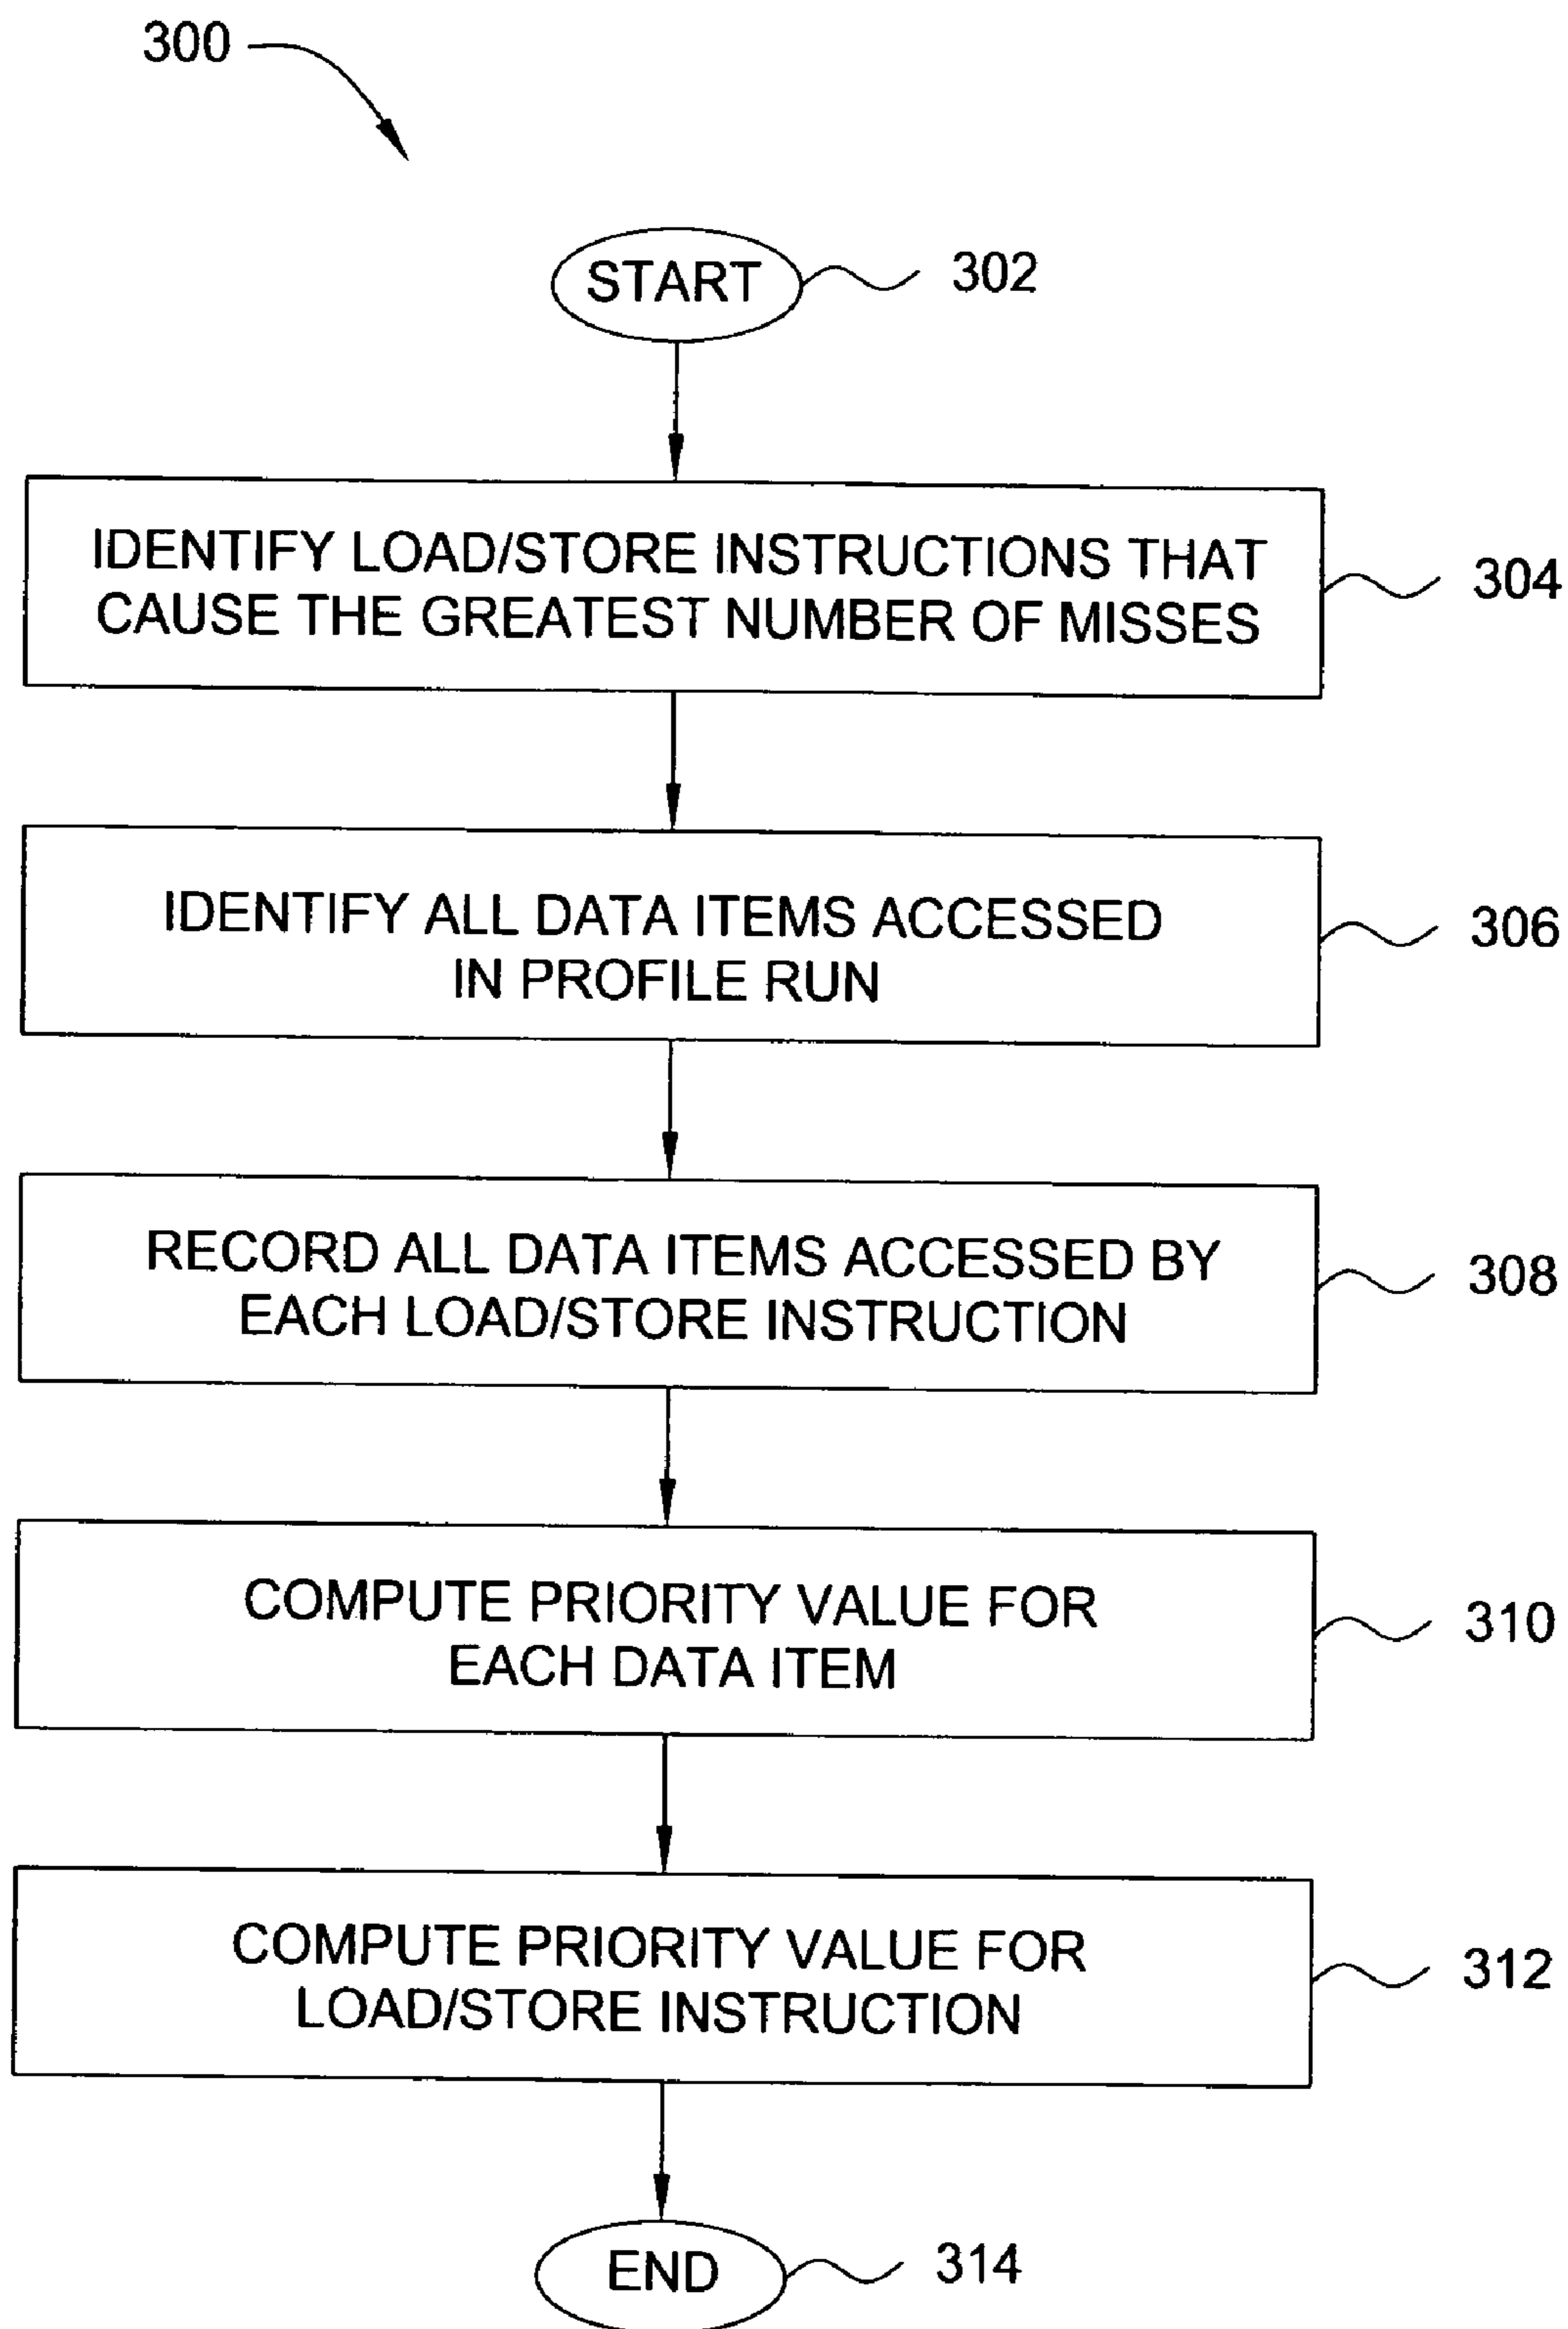 300
START
302
IDENTIFY LOAD/STORE INSTRUCTIONS THAT
CAUSE THE GREATEST NUMBER OF MISSES
304
IDENTIFY ALL DATA ITEMS ACCESSED
IN PROFILE RUN
306
RECORD ALL DATA ITEMS ACCESSED BY
EACH LOAD/STORE INSTRUCTION
308
COMPUTE PRIORITY VALUE FOR
EACH DATA ITEM
310
COMPUTE PRIORITY VALUE FOR
LOAD/STORE INSTRUCTION
312
END
314